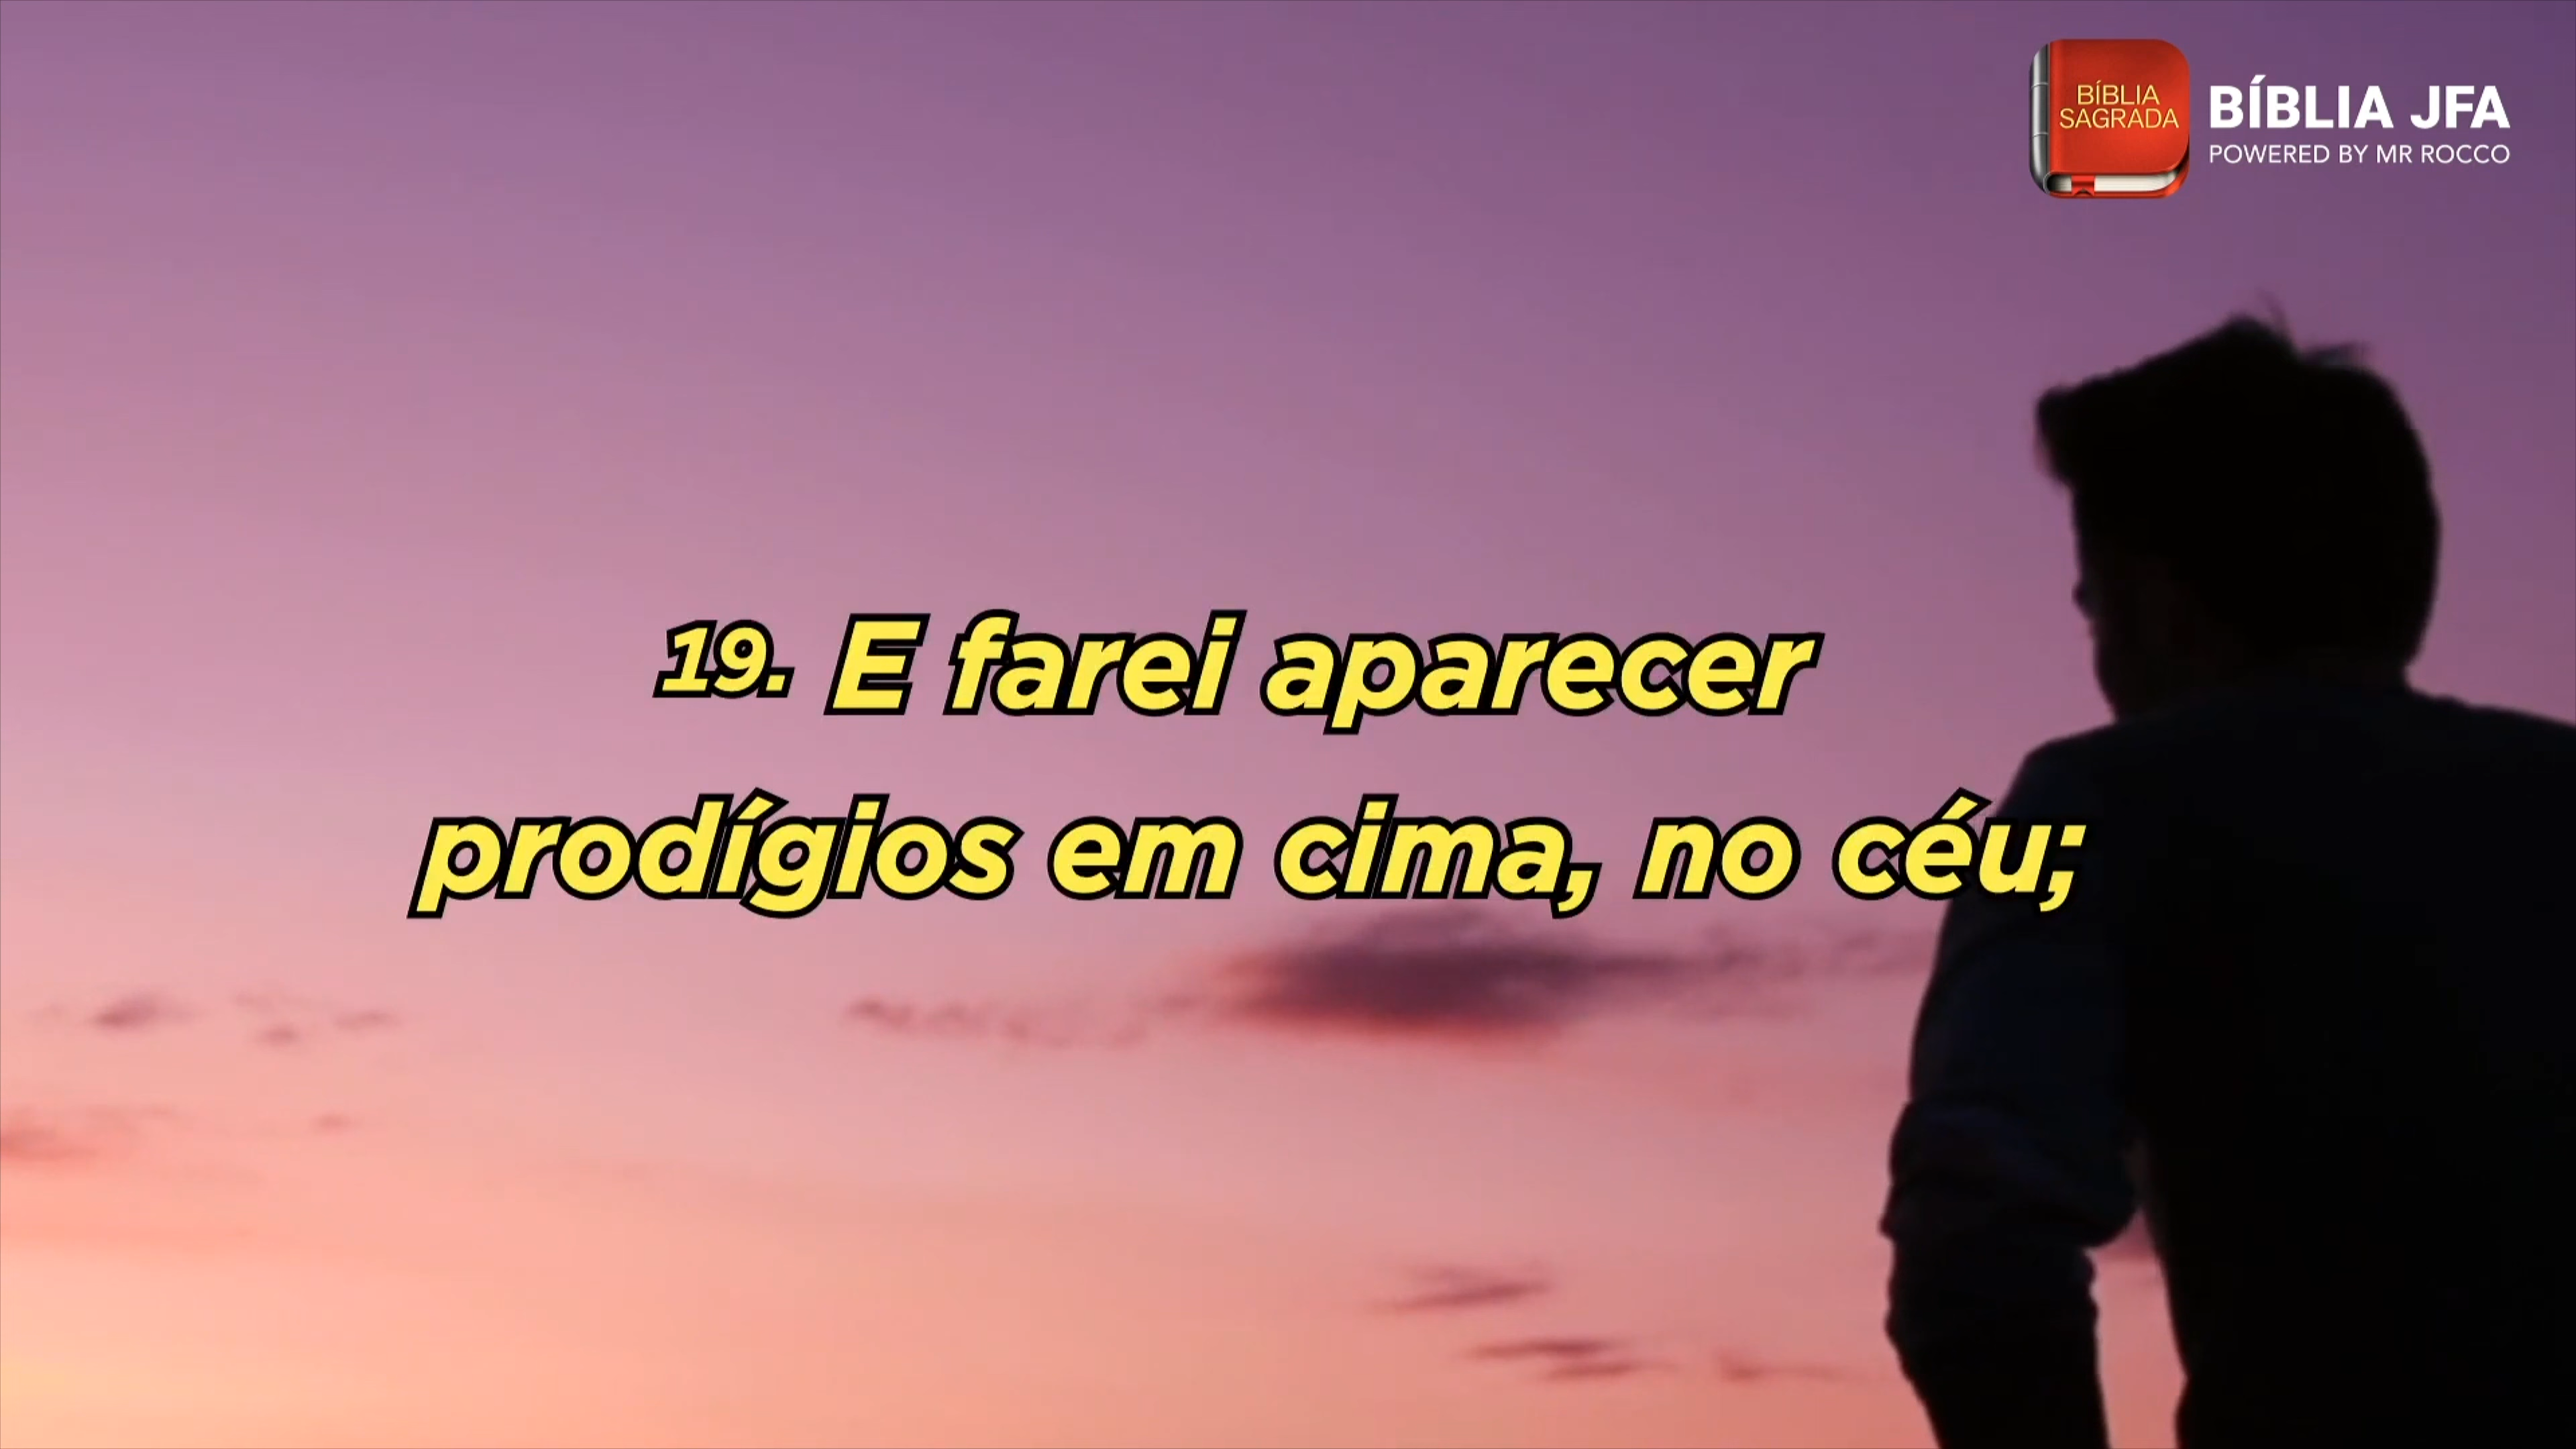 BÍBLIA
SAGRADA
BÍBLIA JFA
POWERED BY MR ROCCO
19. E farei aparecer
prodígios em cima, no céu;